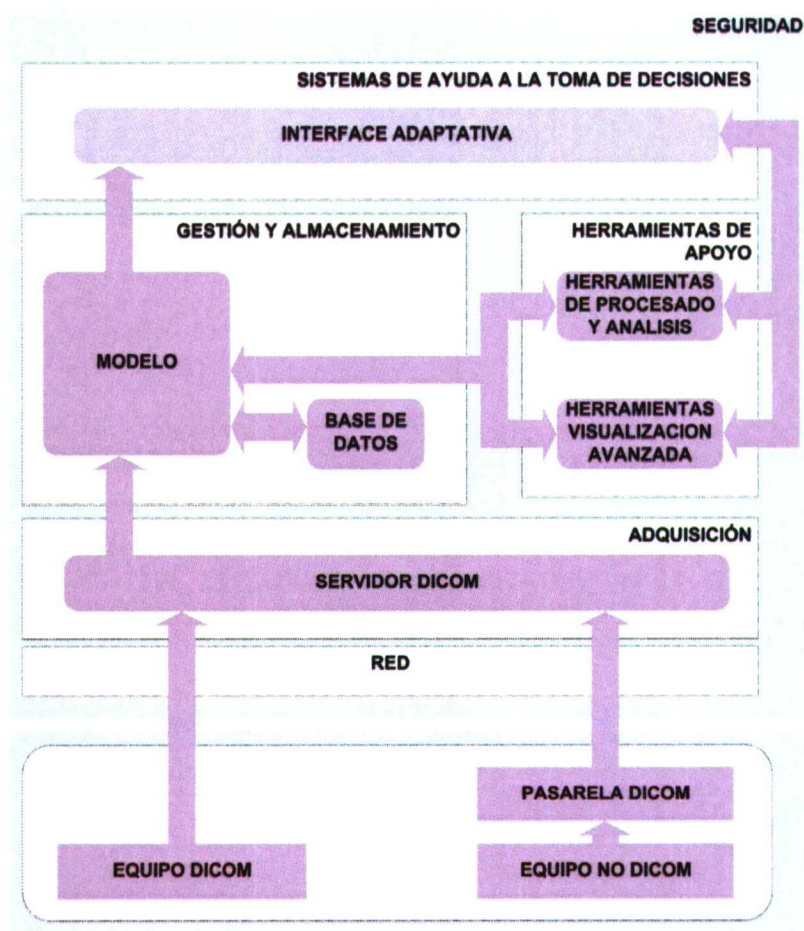 SEGURIDAD
SISTEMAS DE AYUDA A LA TOMA DE DECISIONES
INTERFACE ADAPTATIVA
GESTIÓN Y ALMACENAMIENTO
HERRAMIENTAS DE
APOYO
HERRAMIENTAS
DE PROCESADO
Y ANALISIS
MODELO
BASE DE
DATOS
HERRAMIENTAS
VISUALIZACION
AVANZADA
ADQUISICIÓN
SERVIDOR DICOM
RED
PASARELA DICOM
EQUIPO DICOM
EQUIPO NO DICOM